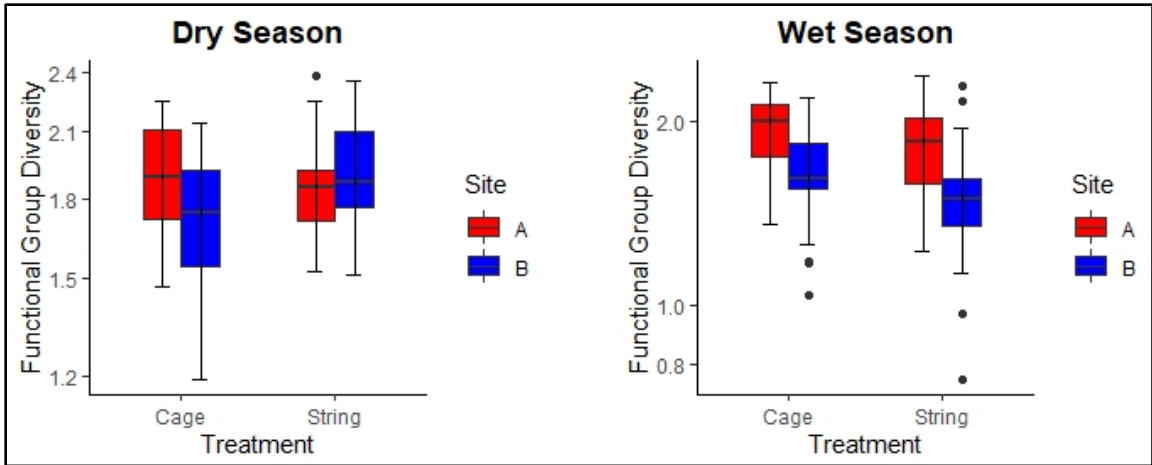 Dry Season
Functional Group Diversity
2.4
2.1
1.8
1.5
1.2
Cage String
Treatment
Site
A
B
Wet Season
Functional Group Diversity
2.0
1.0
0.8
Cage String
Treatment
Site
A
B